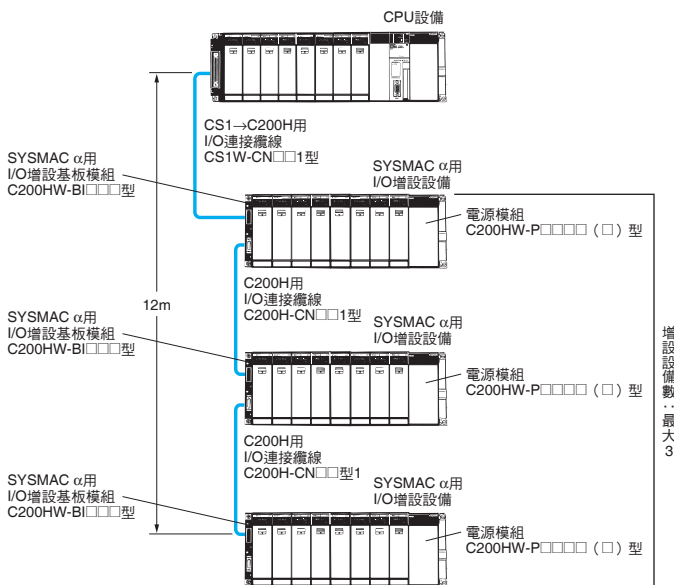 CPU設備
CS1→C200H用
I/O連接纜線
CS1W-CN□□1型
SYSMAC α用
I/O增設基板模組
C200HW-BI□□□型
SYSMAC α用
I/O增設設備
電源模組
C200HW-P□□□□（□）型
C200H用
I/O連接纜線
C200H-CN□□1型
12m
SYSMAC α用
I/O增設基板模組
C200HW-BI□□□型
SYSMAC α用
I/O增設設備
電源模組
C200HW-P□□□□（□）型
增設設備數：最大3
C200H用
I/O連接纜線
C200H-CN□□型1
SYSMAC α用
I/O增設基板模組
C200HW-BI□□□型
SYSMAC α用
I/O增設設備
電源模組
C200HW-P□□□□（□）型